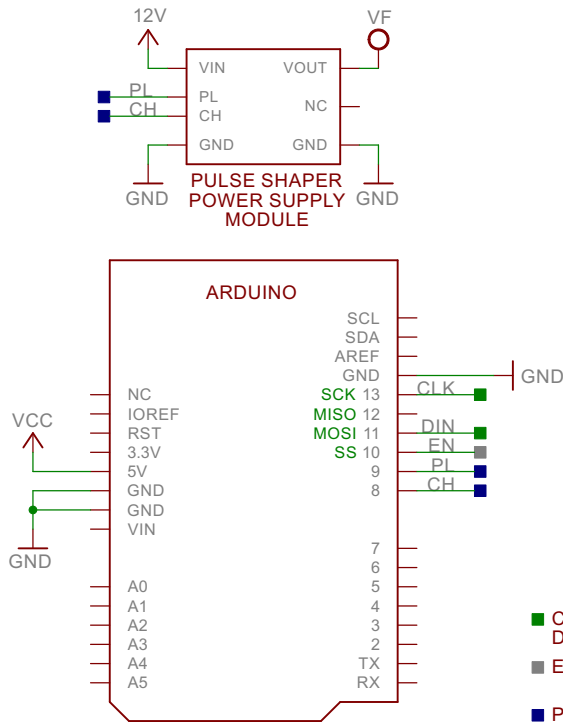 12V
VF
VIN
VOUT
PL
PL
CH
CH
NC
GND
GND
GND
GND
PULSE SHAPER
POWER SUPPLY
MODULE
ARDUINO
SCL
SDA
AREF
GND
GND
NC
SCK 13
CLK
IOREF
MISO 12
VCC
RST
MOSI 11
DIN
3.3V
SS 10
EN
5V
9
PL
GND
8
CH
GND
VIN
GND
7
6
A0
5
A1
4
A2
3
A3
2
A4
TX
A5
RX
C
D
E
P